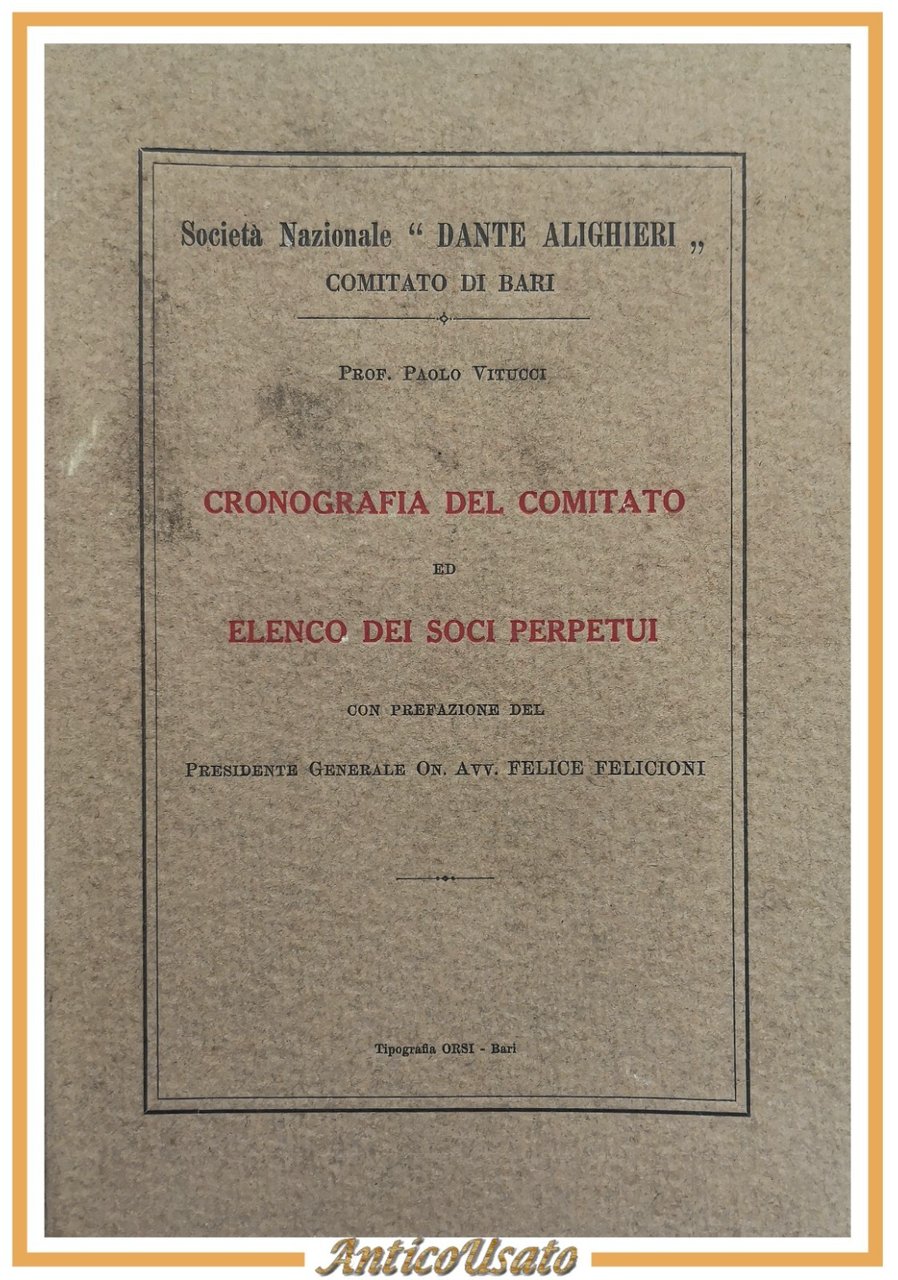 Società Nazionale “ DANTE ALIGHIERI „
COMITATO DI BARI
Prof. Paolo Vitucci
CRONOGRAFIA DEL COMITATO
ED
ELENCO DEI SOCI PERPETUI
CON PREFAZIONE DEL
Presidente Generale On. Avv. FELICE FELICIONI
Tipografia ORSI - Bari
AnticoUsato